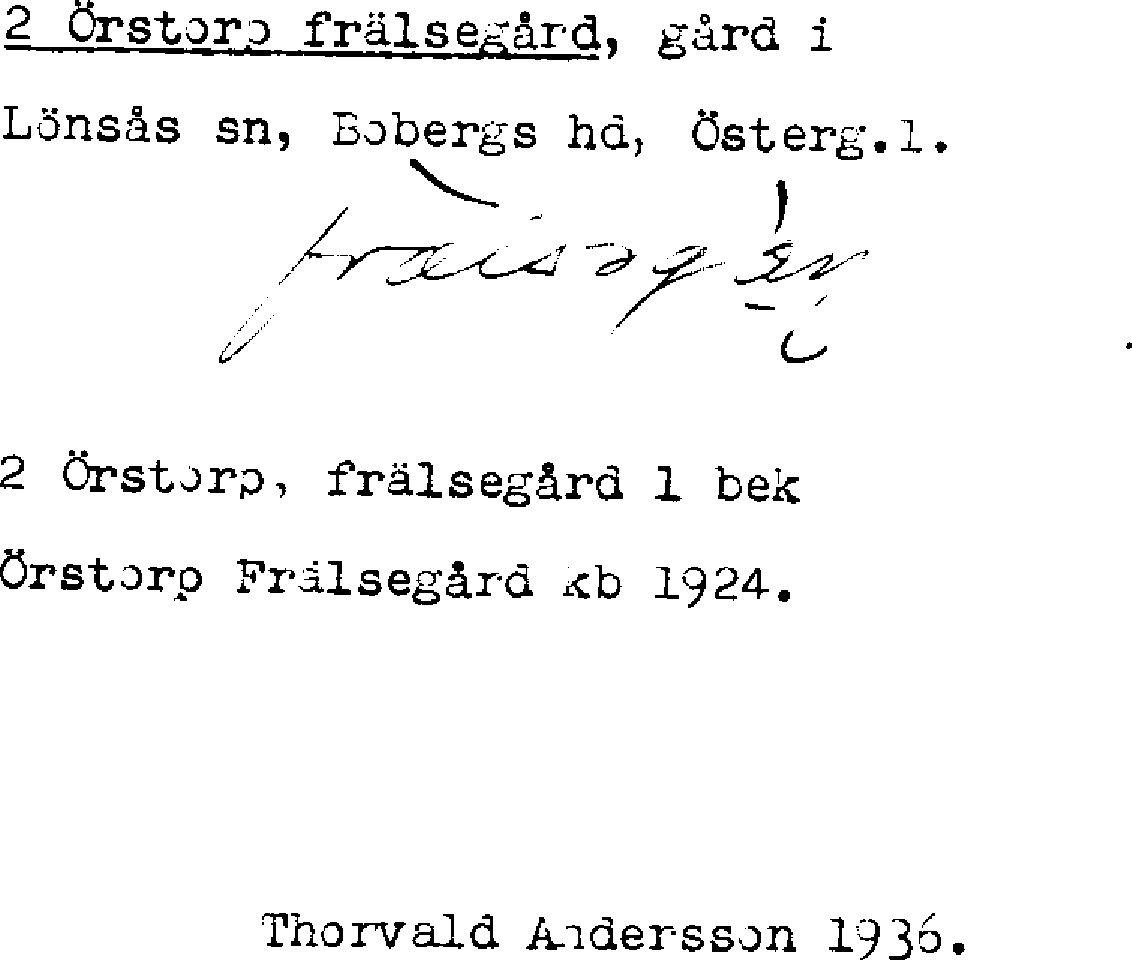 2 Örstorp frälsegård, gård i
Lönsås sn, Bobergs hd, Österg.l.
2 Örstorp, frälsegård 1 bek
Örstorp Frälsegård kb 1924.
Thorvald Andersson 1936.